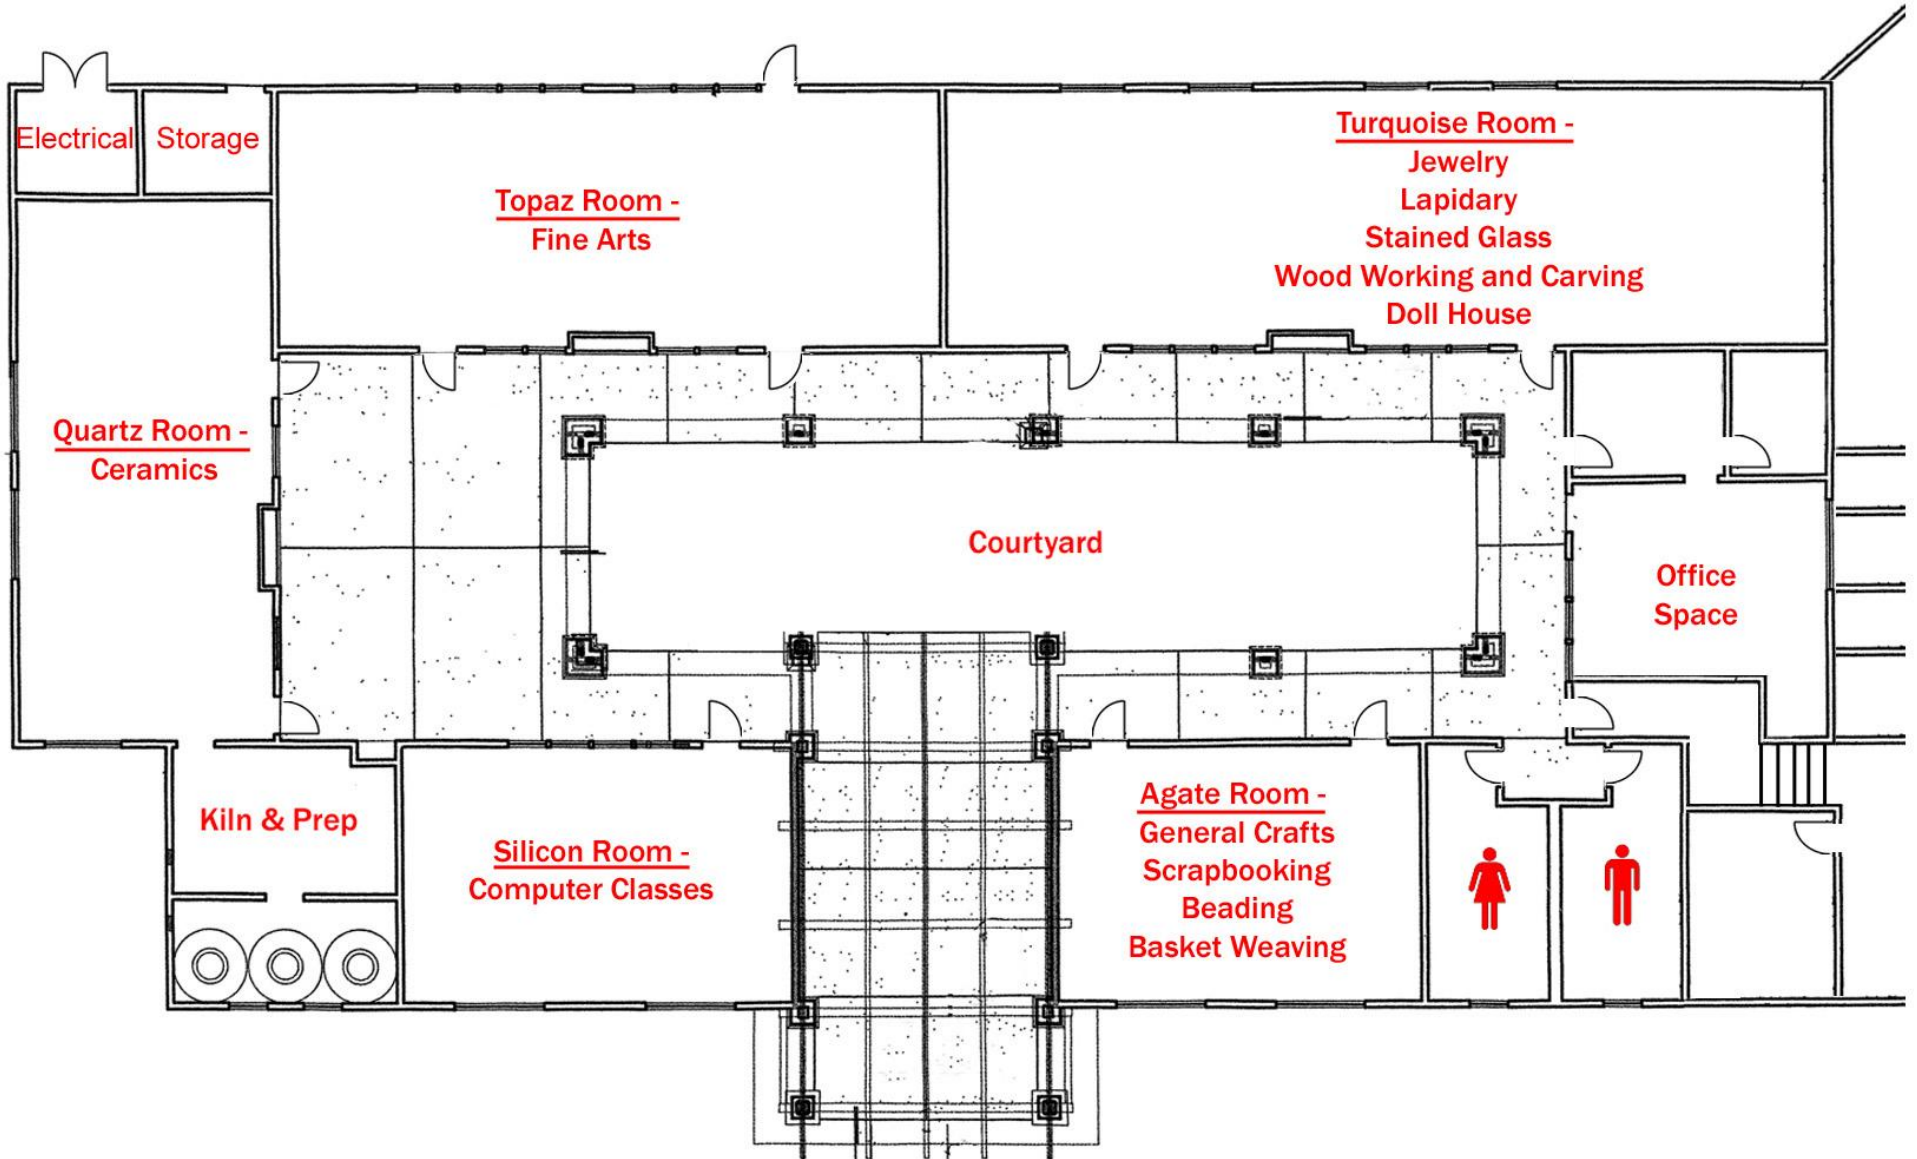 Electrical
Storage
Topaz Room -
Fine Arts
Turquoise Room -
Jewelry
Lapidary
Stained Glass
Wood Working and Carving
Doll House
Quartz Room -
Ceramics
Courtyard
Office
Space
Kiln & Prep
Silicon Room -
Computer Classes
Agate Room -
General Crafts
Scrapbooking
Beading
Basket Weaving